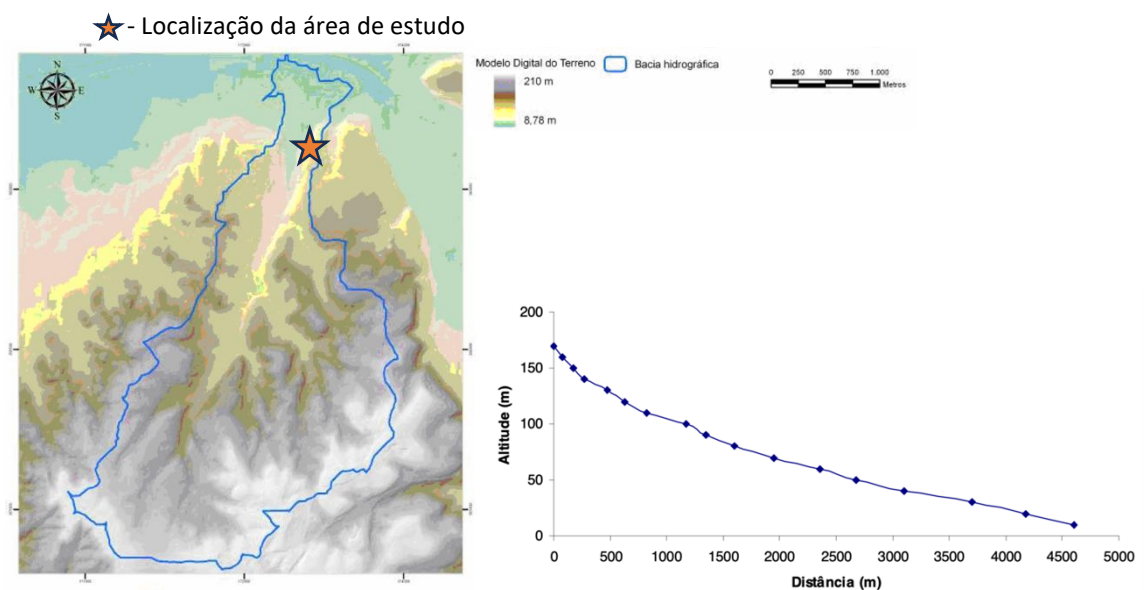 - Localização da área de estudo
Modelo Digital do Terreno
Bacia hidrográfica
210 m
8,78 m
0 250 500 750 1.000
Metros
N
W E
S
200
150
100
50
0
Altitude (m)
0 500 1000 1500 2000 2500 3000 3500 4000 4500 5000
Distância (m)